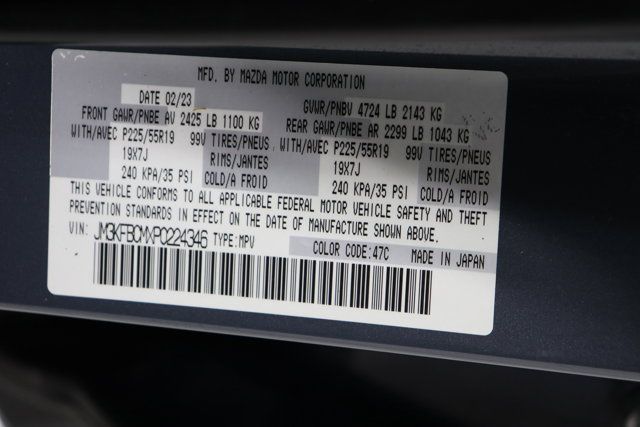 MFD. BY MAZDA MOTOR CORPORATION
DATE 02/23 GVWR/PNBV 4724 LB 2143 KG
FRONT GAWR/PNBE AV 2425 LB 1100 KG REAR GAWR/PNBE AR 2299 LB 1043 KG
WITH/AVEC P225/55R19 99V TIRES/PNEUS WITH/AVEC P225/55R19 99V TIRES/PNEUS
19X7J RIMS/JANTES 19X7J RIMS/JANTES
240 KPA/35 PSI COLD/A FROID 240 KPA/35 PSI COLD/A FROID
THIS VEHICLE CONFORMS TO ALL APPLICABLE FEDERAL MOTOR VEHICLE SAFETY AND THEFT
PREVENTION STANDARDS IN EFFECT ON THE DATE OF MANUFACTURE SHOWN ABOVE.
VIN: JM3KFBCMXP0224346 TYPE:MPV COLOR CODE:47C MADE IN JAPAN